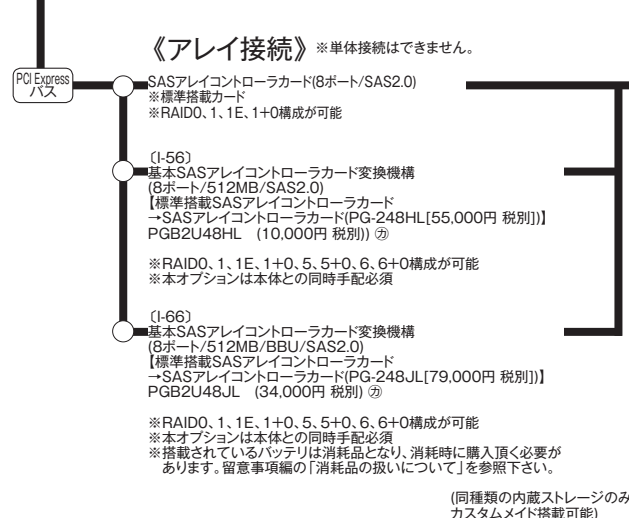 《アレイ接続》 ※単体接続はできません。
PCI Express
バス
SASアレイコントローラカード(8ポート/SAS2.0)
※標準搭載カード
※RAID0、1、1E、1+0構成が可能
〔I-56〕
基本SASアレイコントローラカード変換機構
(8ポート/512MB/SAS2.0)
【標準搭載SASアレイコントローラカード
→SASアレイコントローラカード(PG-248HL[55,000円 税別])】
PGB2U48HL (10,000円 税別)) ㋕
※RAID0、1、1E、1+0、5、5+0、6、6+0構成が可能
※本オプションは本体との同時手配必須
〔I-66〕
基本SASアレイコントローラカード変換機構
(8ポート/512MB/BBU/SAS2.0)
【標準搭載SASアレイコントローラカード
→SASアレイコントローラカード(PG-248JL[79,000円 税別])】
PGB2U48JL (34,000円 税別) ㋕
※RAID0、1、1E、1+0、5、5+0、6、6+0構成が可能
※本オプションは本体との同時手配必須
※搭載されているバッテリは消耗品となり、消耗時に購入頂く必要が
あります。留意事項編の「消耗品の扱いについて」を参照下さい。
(同種類の内蔵ストレージのみ
カスタムメイド搭載可能)